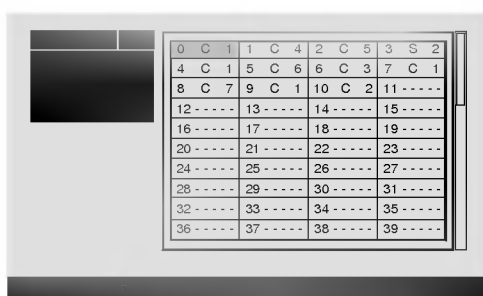 0 C 1 1 C 4 2 C 5 3 S 2
4 C 1 5 C 6 6 C 3 7 C 1
8 C 7 9 C 1 10 C 2 11 - - - - -
12 - - - - - 13 - - - - - 14 - - - - - 15 - - - - -
16 - - - - - 17 - - - - - 18 - - - - - 19 - - - - -
20 - - - - - 21 - - - - - 22 - - - - - 23 - - - - -
24 - - - - - 25 - - - - - 26 - - - - - 27 - - - - -
28 - - - - - 29 - - - - - 30 - - - - - 31 - - - - -
32 - - - - - 33 - - - - - 34 - - - - - 35 - - - - -
36 - - - - - 37 - - - - - 38 - - - - - 39 - - - - -